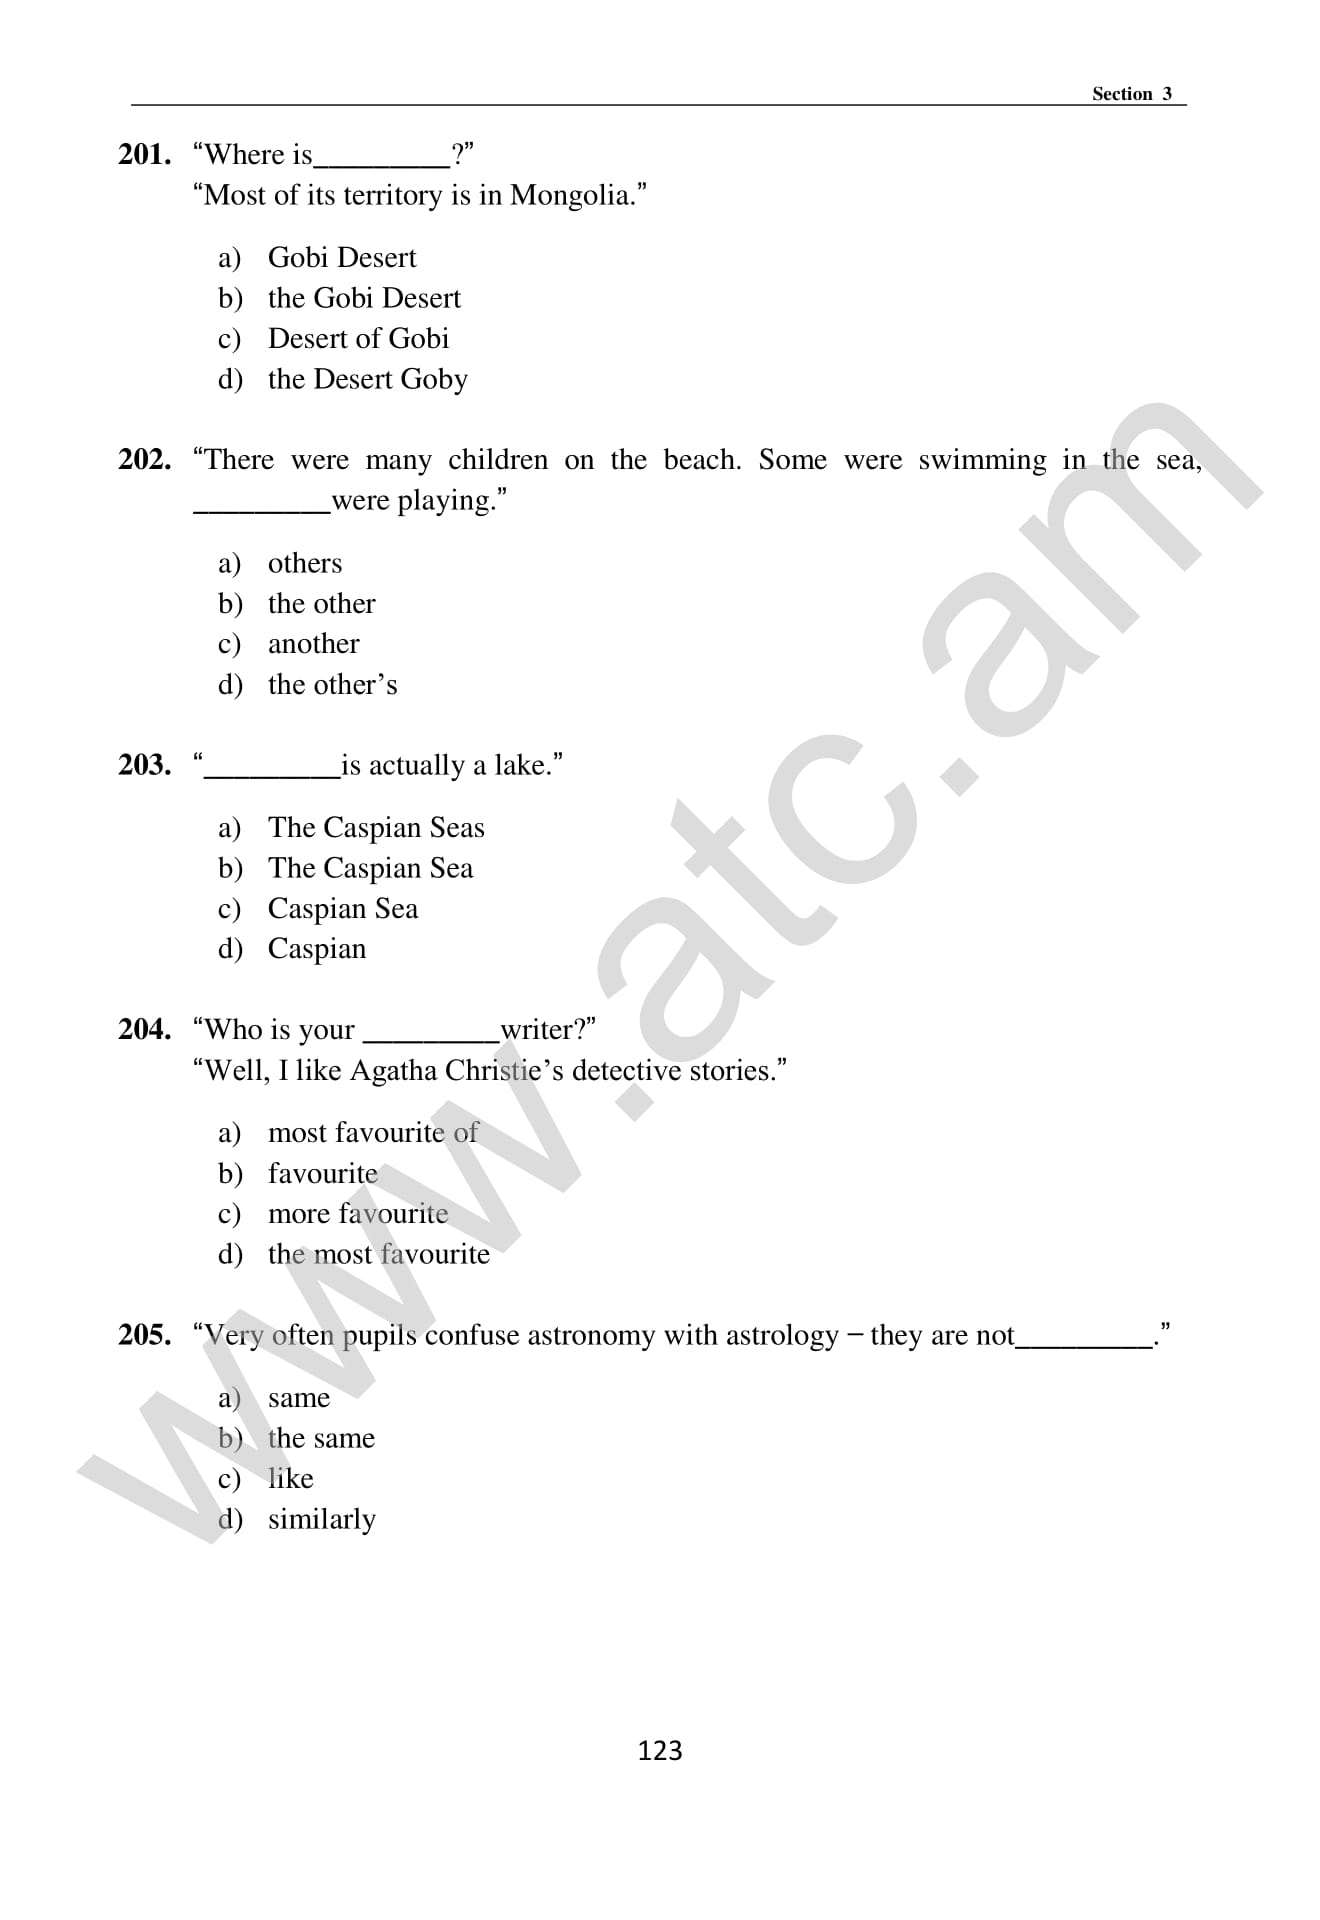 Section 3
201. “Where is_________?”
“Most of its territory is in Mongolia.”
a) Gobi Desert
b) the Gobi Desert
c) Desert of Gobi
d) the Desert Goby
202. “There were many children on the beach. Some were swimming in the sea,
_________were playing.”
a) others
b) the other
c) another
d) the other’s
203. “_________is actually a lake.”
a) The Caspian Seas
b) The Caspian Sea
c) Caspian Sea
d) Caspian
204. “Who is your _________writer?”
“Well, I like Agatha Christie’s detective stories.”
a) most favourite of
b) favourite
c) more favourite
d) the most favourite
205. “Very often pupils confuse astronomy with astrology – they are not_________.”
a) same
b) the same
c) like
d) similarly
123
www.atc.am